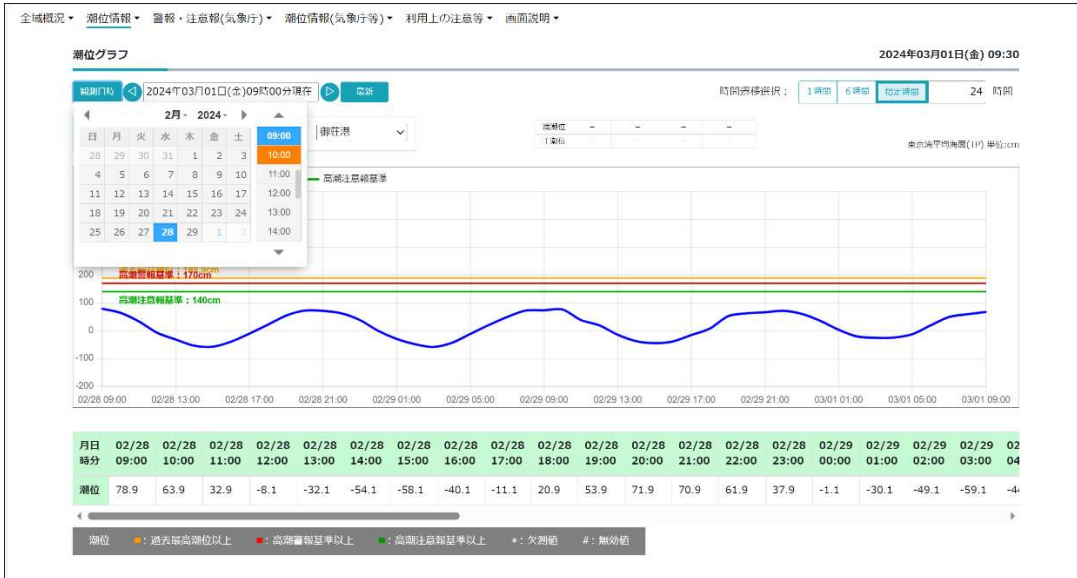 全域概況▼ 潮位情報▼ 警報・注意報(気象庁)▼ 潮位情報(気象庁等)▼ 利用上の注意等▼ 画面説明▼
潮位グラフ 2024年03月01日(金) 09:30
観測日時 2024年03月01日(金)09時00分現在 最新 時間遷移選択： 1時間 6時間 指定時間 24 時間
2月 2024
日 月 火 水 木 金 土 09:00
28 29 30 31 1 2 3 10:00
4 5 6 7 8 9 10 11:00
11 12 13 14 15 16 17 12:00
18 19 20 21 22 23 24 13:00
25 26 27 28 29 1 2 14:00
御荘港
満潮位 – – – –
東京湾平均海面(TP) 単位:cm
高潮注意報基準
200
高潮警報基準：170cm
100
高潮注意報基準：140cm
0
-100
-200
02/28 09:00 02/28 13:00 02/28 17:00 02/28 21:00 02/29 01:00 02/29 05:00 02/29 09:00 02/29 13:00 02/29 17:00 02/29 21:00 03/01 01:00 03/01 05:00 03/01 09:00
月日 02/28 02/28 02/28 02/28 02/28 02/28 02/28 02/28 02/28 02/28 02/28 02/28 02/28 02/28 02/28 02/29 02/29 02/29 02/29 02
時分 09:00 10:00 11:00 12:00 13:00 14:00 15:00 16:00 17:00 18:00 19:00 20:00 21:00 22:00 23:00 00:00 01:00 02:00 03:00 04
潮位 78.9 63.9 32.9 -8.1 -32.1 -54.1 -58.1 -40.1 -11.1 20.9 53.9 71.9 70.9 61.9 37.9 -1.1 -30.1 -49.1 -59.1
潮位 ■：過去最高潮位以上 ■：高潮警報基準以上 ■：高潮注意報基準以上 *：欠測値 #：無効値